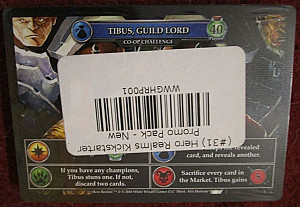 TIBUS, GUILD LORD
40
CO-OP CHALLENGE
(#31) Hero Realms Kickstarter
Promo Pack - New
WWGHRP001
revealed
card, and reveals another.
If you have any champions,
Tibus stuns one. If not,
discard two cards.
Sacrifice every card in
the Market. Tibus gains
5